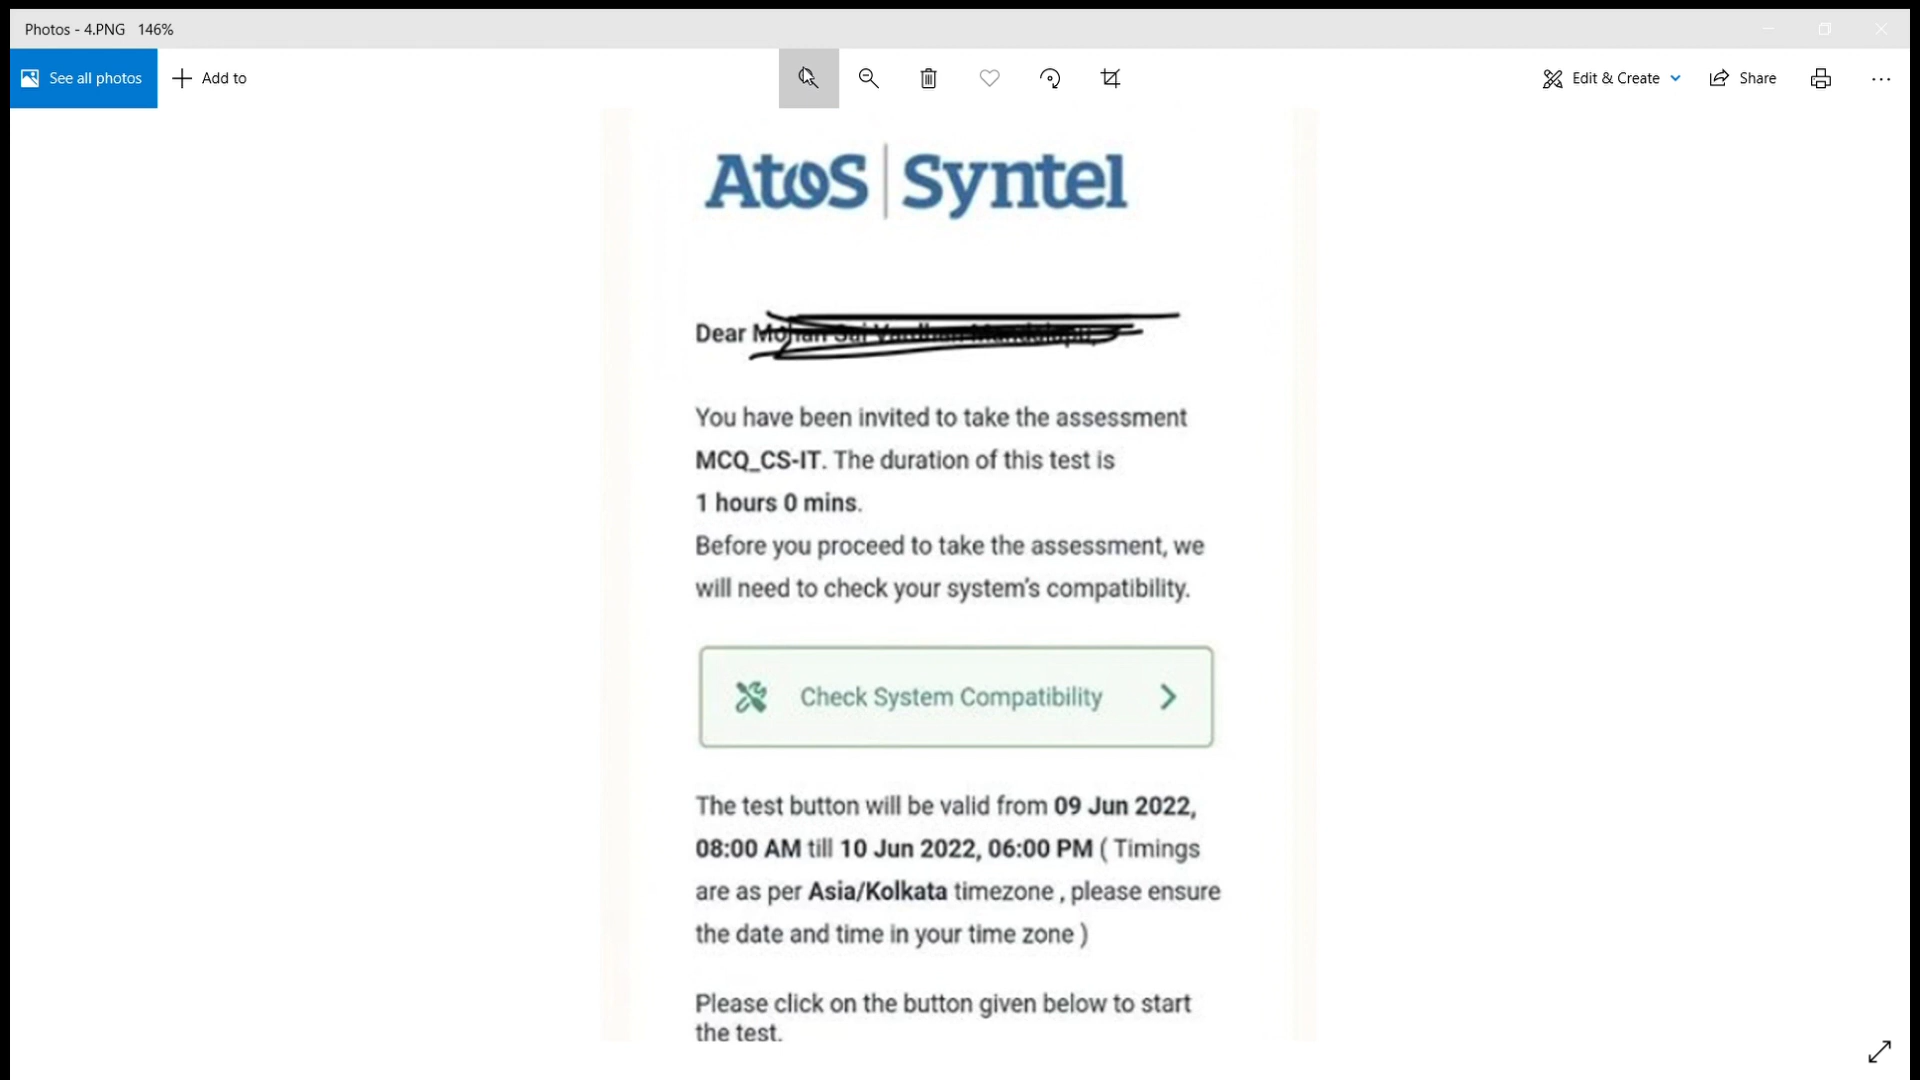 Photos - 4.PNG 146%
See all photos
Add to
Edit & Create
Share
Atos | Syntel
Dear
You have been invited to take the assessment
MCQ_CS-IT. The duration of this test is
1 hours 0 mins.
Before you proceed to take the assessment, we
will need to check your system's compatibility.
Check System Compatibility
The test button will be valid from 09 Jun 2022,
08:00 AM till 10 Jun 2022, 06:00 PM ( Timings
are as per Asia/Kolkata timezone , please ensure
the date and time in your time zone )
Please click on the button given below to start
the test.